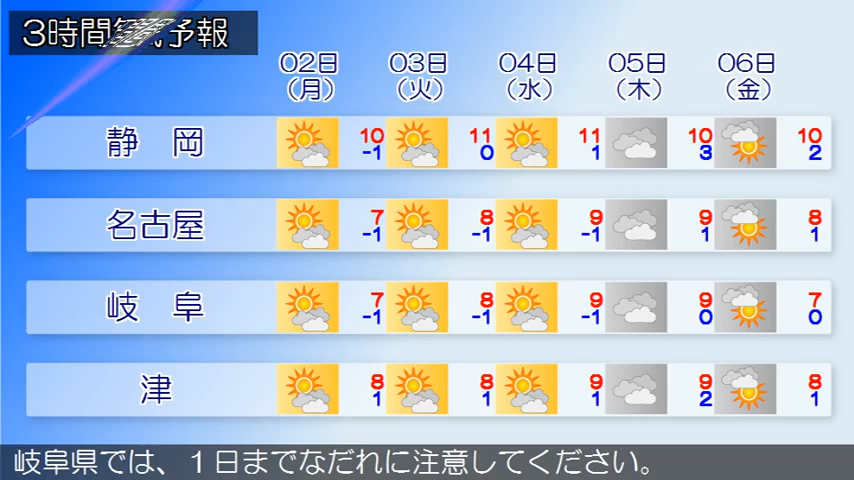 3時間天気予報
02日 03日 04日 05日 06日
(月) (火) (水) (木) (金)
静 岡 10 -1 11 0 11 1 10 3 10 2
名古屋 7 -1 8 -1 9 -1 9 1 8 1
岐 阜 7 -1 8 -1 9 -1 9 0 7 0
津 8 1 8 1 9 1 9 2 8 1
岐阜県では、1日までなだれに注意してください。